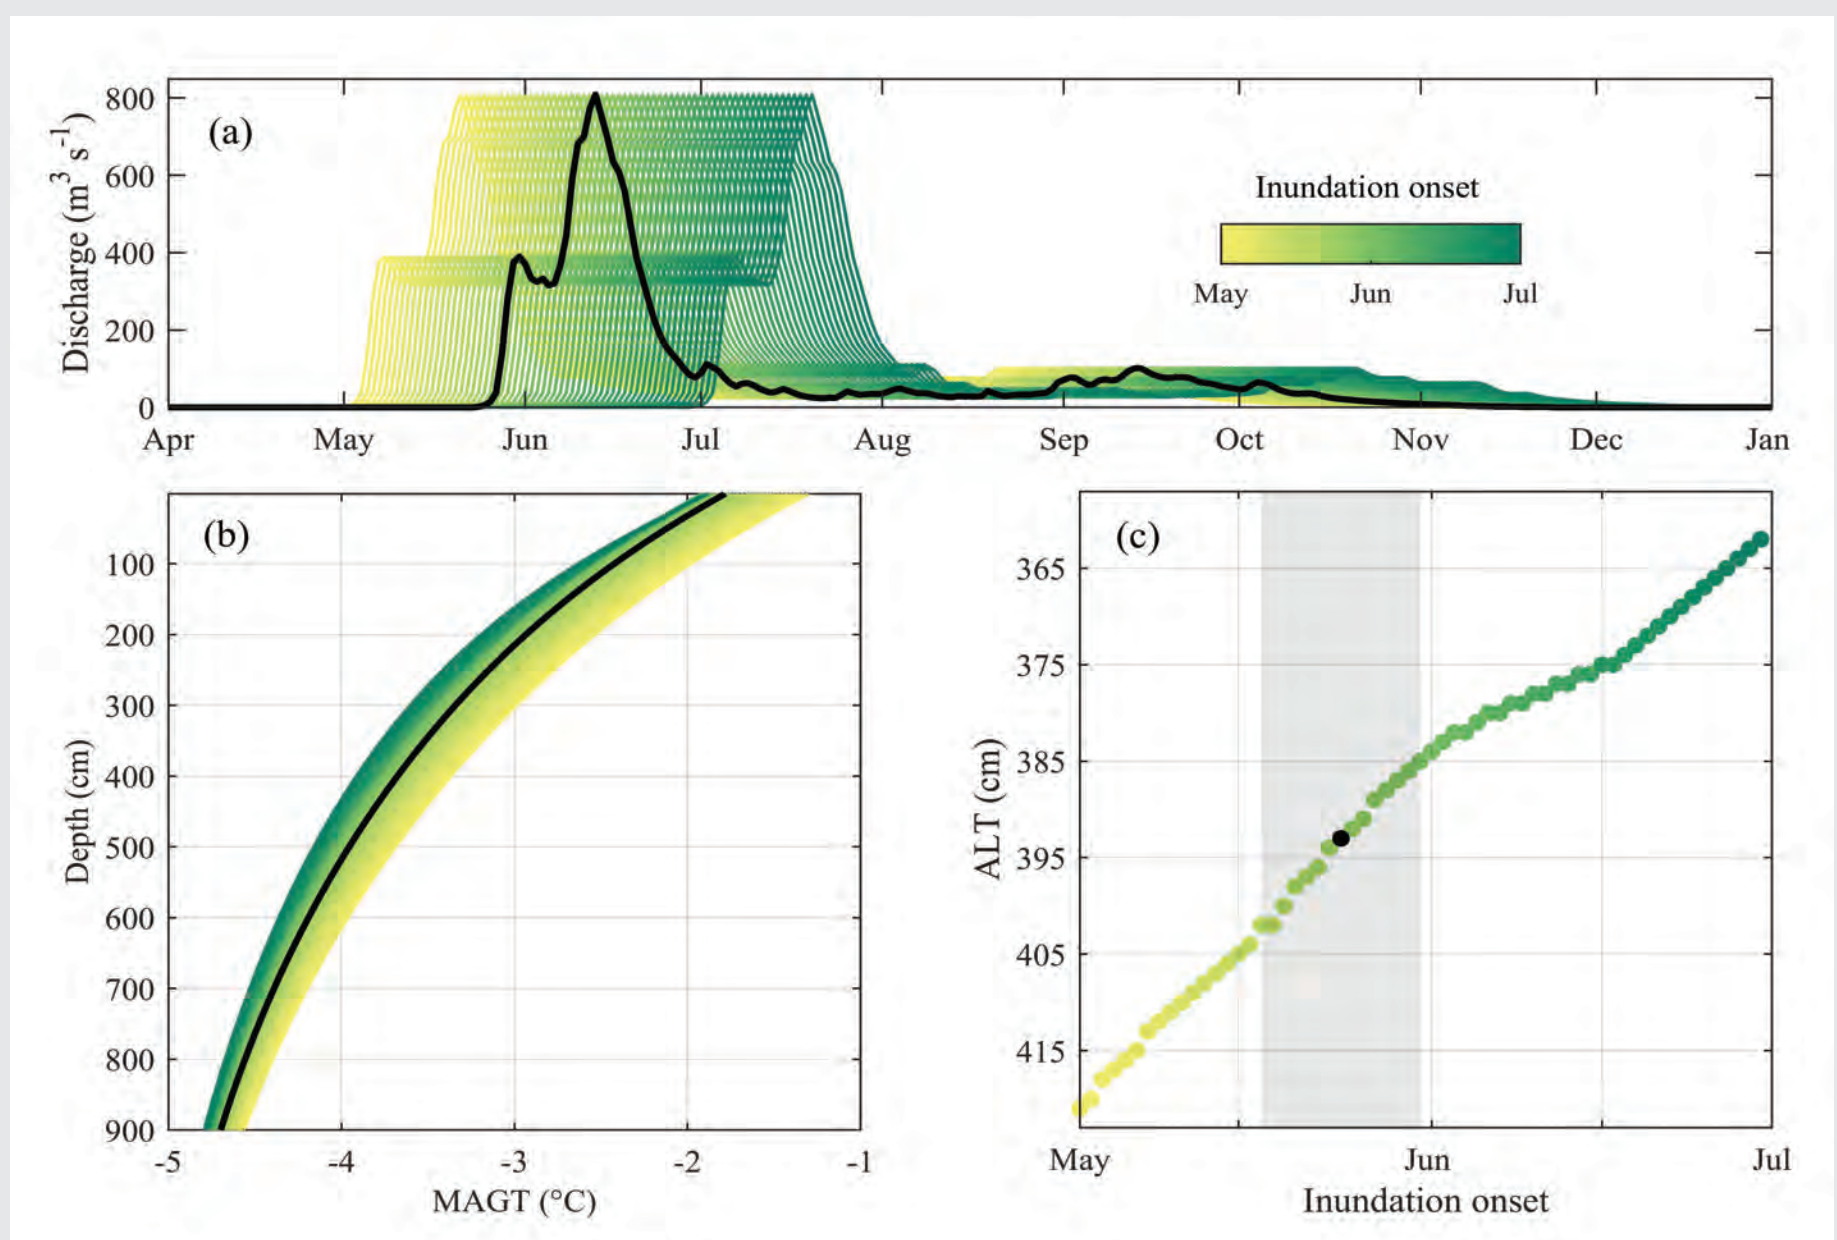 (a)
Discharge (m³ s⁻¹)
800
600
400
200
0
Apr May Jun Jul Aug Sep Oct Nov Dec Jan
Inundation onset
May Jun Jul
(b)
Depth (cm)
100
200
300
400
500
600
700
800
900
-5 -4 -3 -2 -1
MAGT (°C)
(c)
ALT (cm)
365
375
385
395
405
415
May Jun Jul
Inundation onset